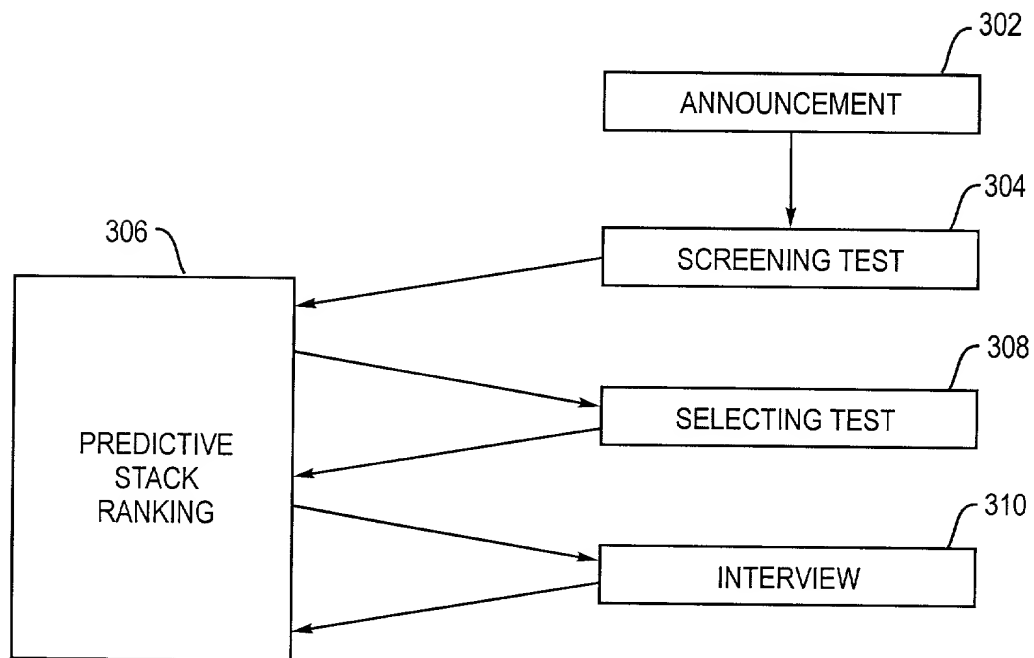 302
ANNOUNCEMENT
304
SCREENING TEST
306
PREDICTIVE
STACK
RANKING
308
SELECTING TEST
310
INTERVIEW